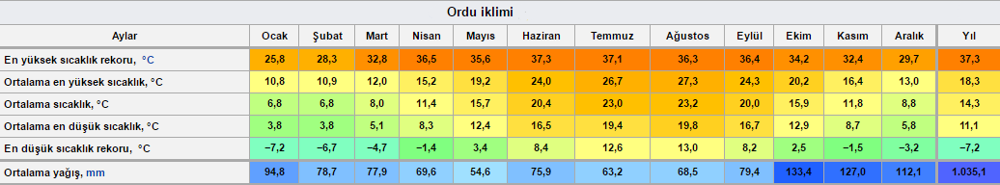 Ordu iklimi
Aylar Ocak Şubat Mart Nisan Mayıs Haziran Temmuz Ağustos Eylül Ekim Kasım Aralık Yıl
En yüksek sıcaklık rekoru, °C 25,8 28,3 32,8 36,5 35,6 37,3 37,1 36,3 36,4 34,2 32,4 29,7 37,3
Ortalama en yüksek sıcaklık, °C 10,8 10,9 12,0 15,2 19,2 24,0 26,7 27,3 24,3 20,2 16,4 13,0 18,3
Ortalama sıcaklık, °C 6,8 6,8 8,0 11,4 15,7 20,4 23,0 23,2 20,0 15,9 11,8 8,8 14,3
Ortalama en düşük sıcaklık, °C 3,8 3,8 5,1 8,3 12,4 16,5 19,4 19,8 16,7 12,9 8,7 5,8 11,1
En düşük sıcaklık rekoru, °C −7,2 −6,7 −4,7 −1,4 3,4 8,4 12,6 13,0 8,2 2,5 −1,5 −3,2 −7,2
Ortalama yağış, mm 94,8 78,7 77,9 69,6 54,6 75,9 63,2 68,5 79,4 133,4 127,0 112,1 1.035,1